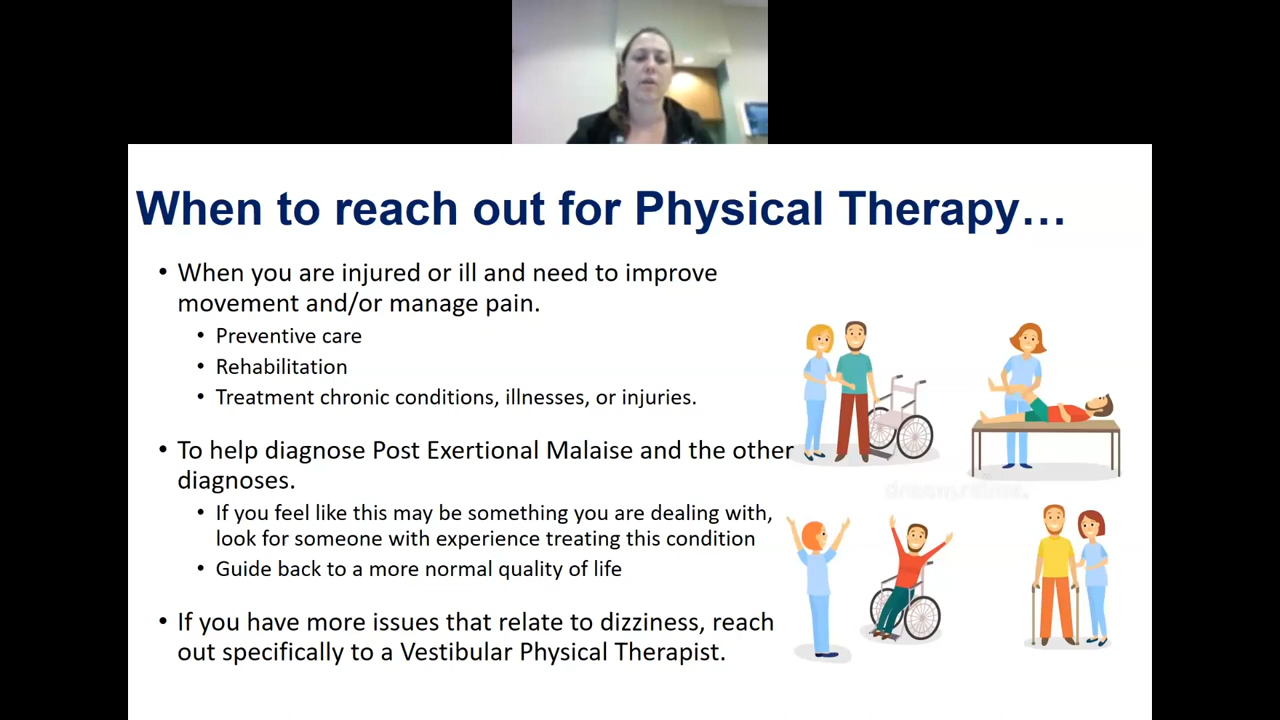 When to reach out for Physical Therapy…
• When you are injured or ill and need to improve
movement and/or manage pain.
• Preventive care
• Rehabilitation
• Treatment chronic conditions, illnesses, or injuries.
• To help diagnose Post Exertional Malaise and the other
diagnoses.
• If you feel like this may be something you are dealing with,
look for someone with experience treating this condition
• Guide back to a more normal quality of life
• If you have more issues that relate to dizziness, reach
out specifically to a Vestibular Physical Therapist.